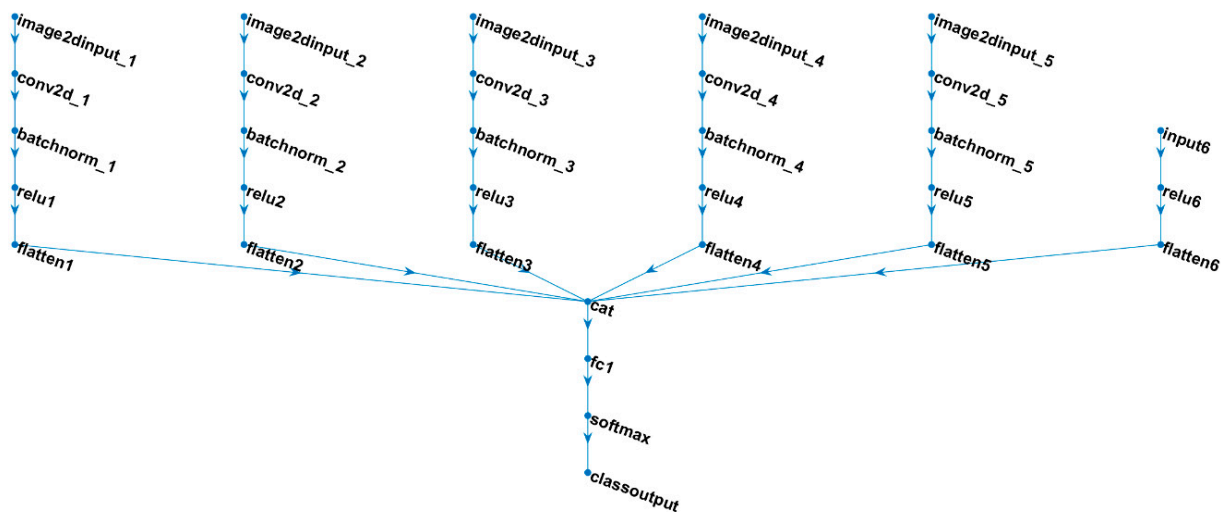 image2dinput_1
image2dinput_2
image2dinput_3
image2dinput_4
image2dinput_5
conv2d_1
conv2d_2
conv2d_3
conv2d_4
conv2d_5
batchnorm_1
batchnorm_2
batchnorm_3
batchnorm_4
batchnorm_5
input6
relu1
relu2
relu3
relu4
relu5
relu6
flatten1
flatten2
flatten3
flatten4
flatten5
flatten6
cat
fc1
softmax
classoutput